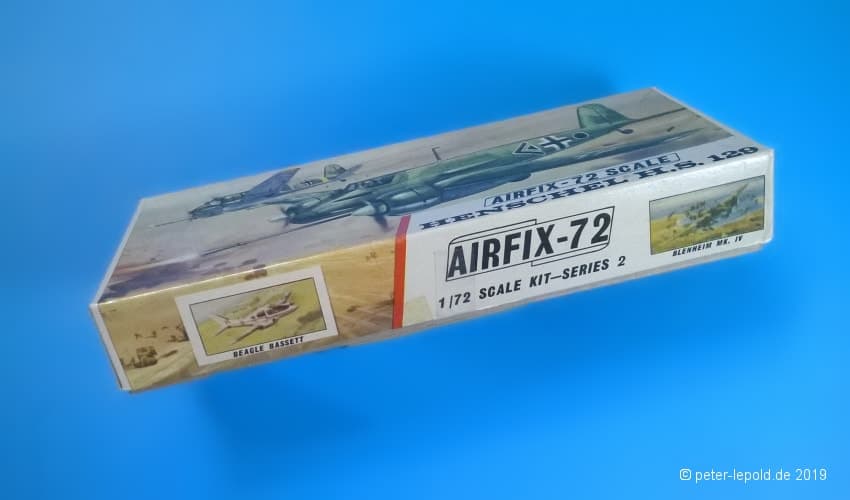 AIRFIX-72 SCALE
HENSCHEL H.S. 129
AIRFIX-72
1/72 SCALE KIT–SERIES 2
BLENHEIM MK. IV
BEAGLE BASSETT
© peter-lepold.de 2019